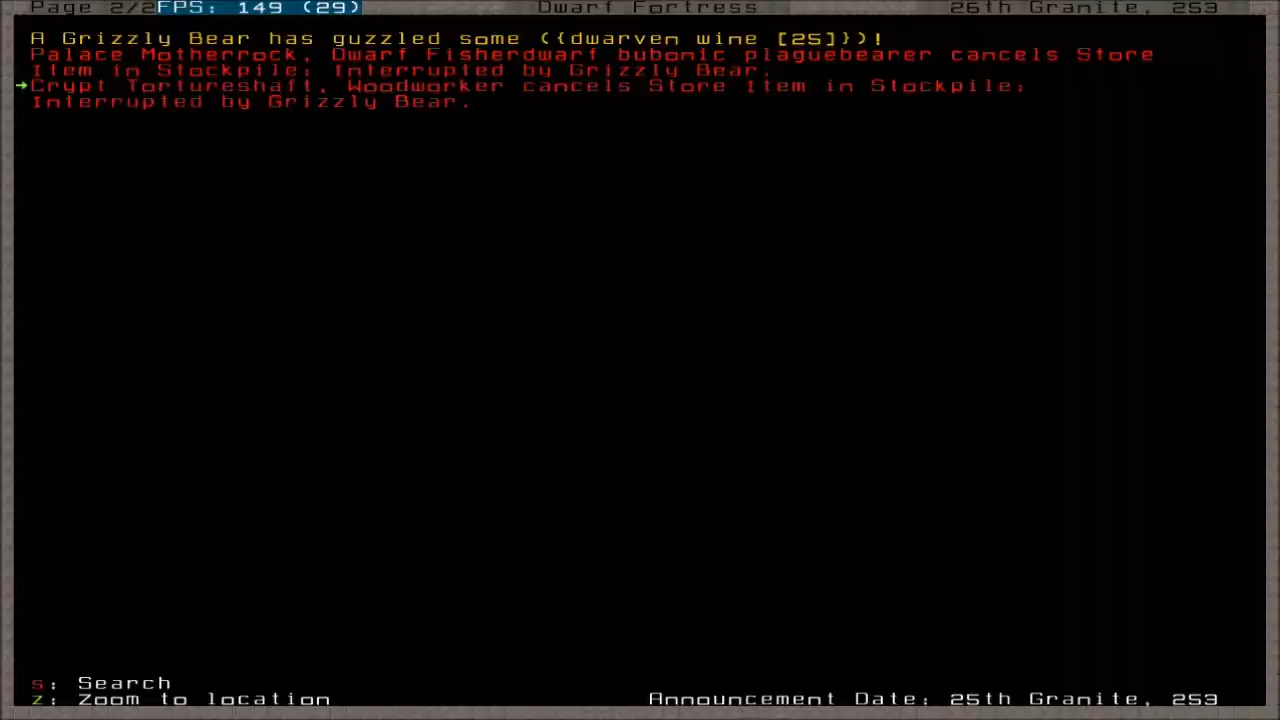 Page 2/2 FPS: 149 (29) Dwarf Fortress 26th Granite, 253
A Grizzly Bear has guzzled some ({dwarven wine [25]})!
Palace Motherrock, Dwarf Fisherdwarf bubonic plaguebearer cancels Store
Item in Stockpile: Interrupted by Grizzly Bear.
Crypt Tortureshaft, Woodworker cancels Store Item in Stockpile:
Interrupted by Grizzly Bear.
s: Search
z: Zoom to location Announcement Date: 25th Granite, 253